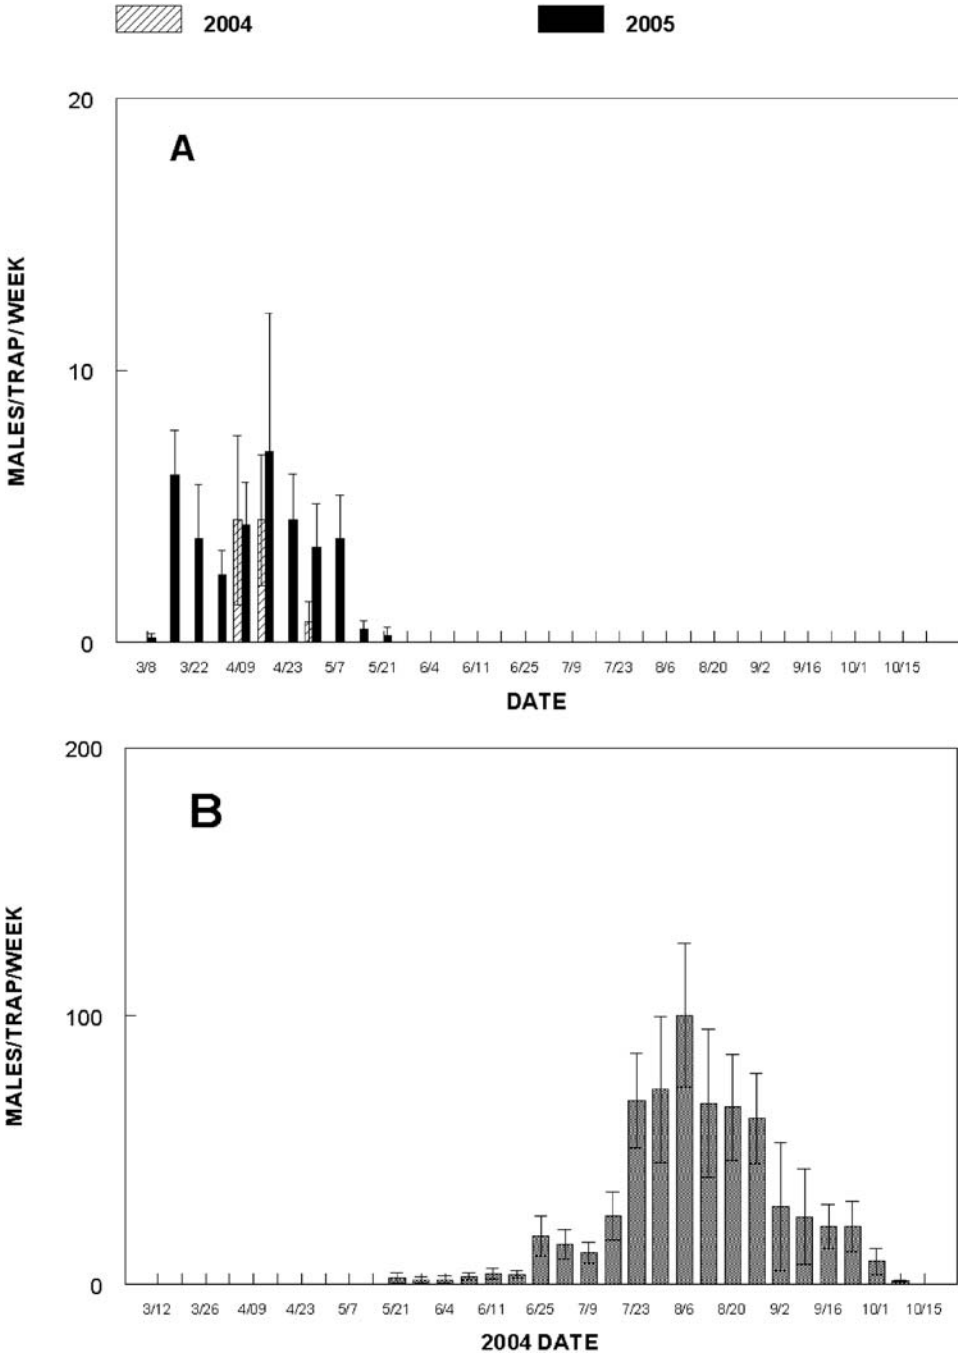 2004 2005
20
A
10
0
MALES/TRAP/WEEK
3/8 3/22 4/09 4/23 5/7 5/21 6/4 6/11 6/25 7/9 7/23 8/6 8/20 9/2 9/16 10/1 10/15
DATE
200
B
100
0
MALES/TRAP/WEEK
3/12 3/26 4/09 4/23 5/7 5/21 6/4 6/11 6/25 7/9 7/23 8/6 8/20 9/2 9/16 10/1 10/15
2004 DATE